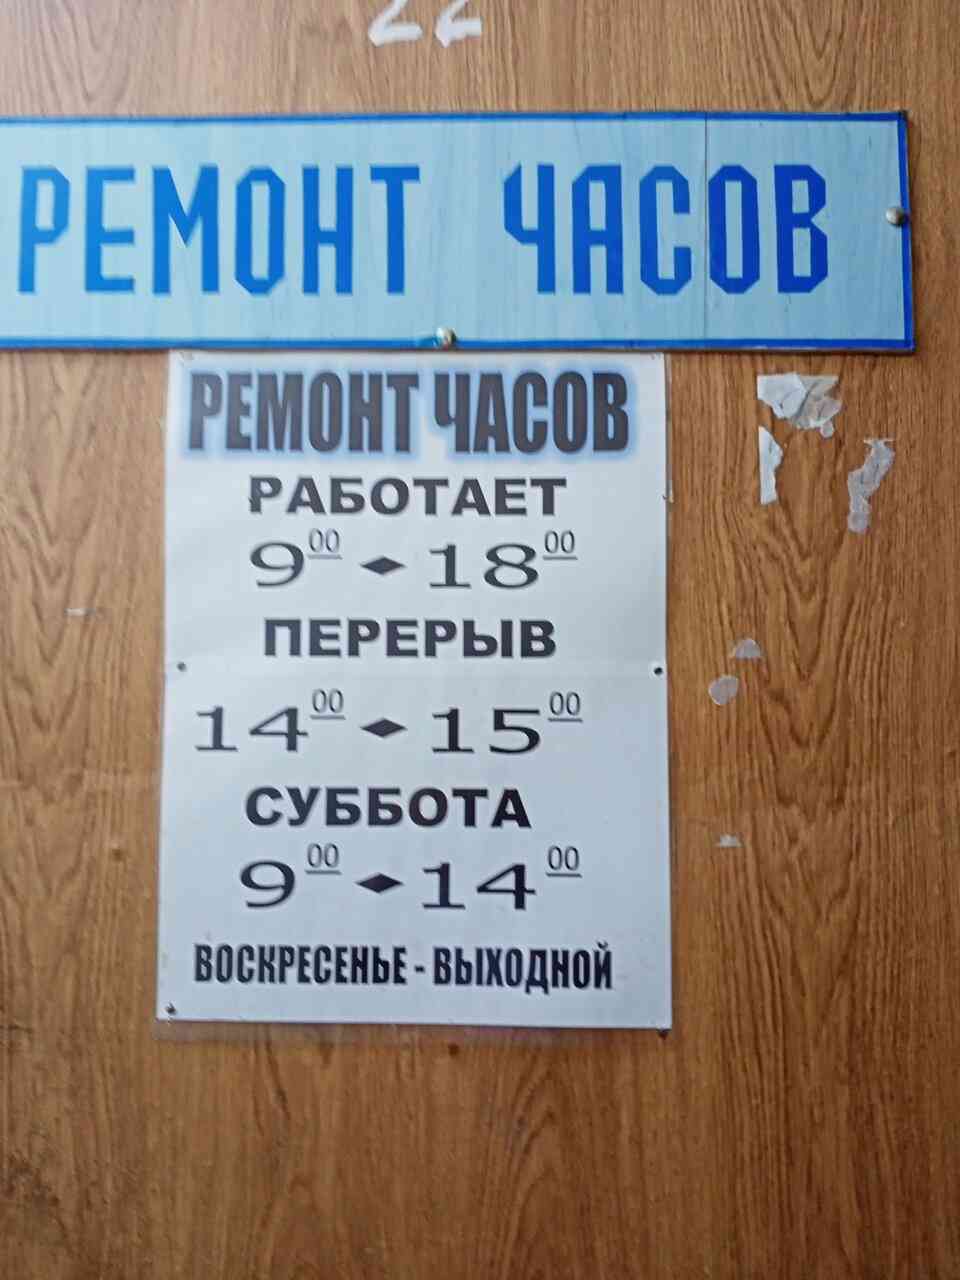 22
РЕМОНТ ЧАСОВ
РЕМОНТ ЧАСОВ
РАБОТАЕТ
9⁰⁰ ◆ 18⁰⁰
ПЕРЕРЫВ
14⁰⁰ ◆ 15⁰⁰
СУББОТА
9⁰⁰ ◆ 14⁰⁰
ВОСКРЕСЕНЬЕ - ВЫХОДНОЙ